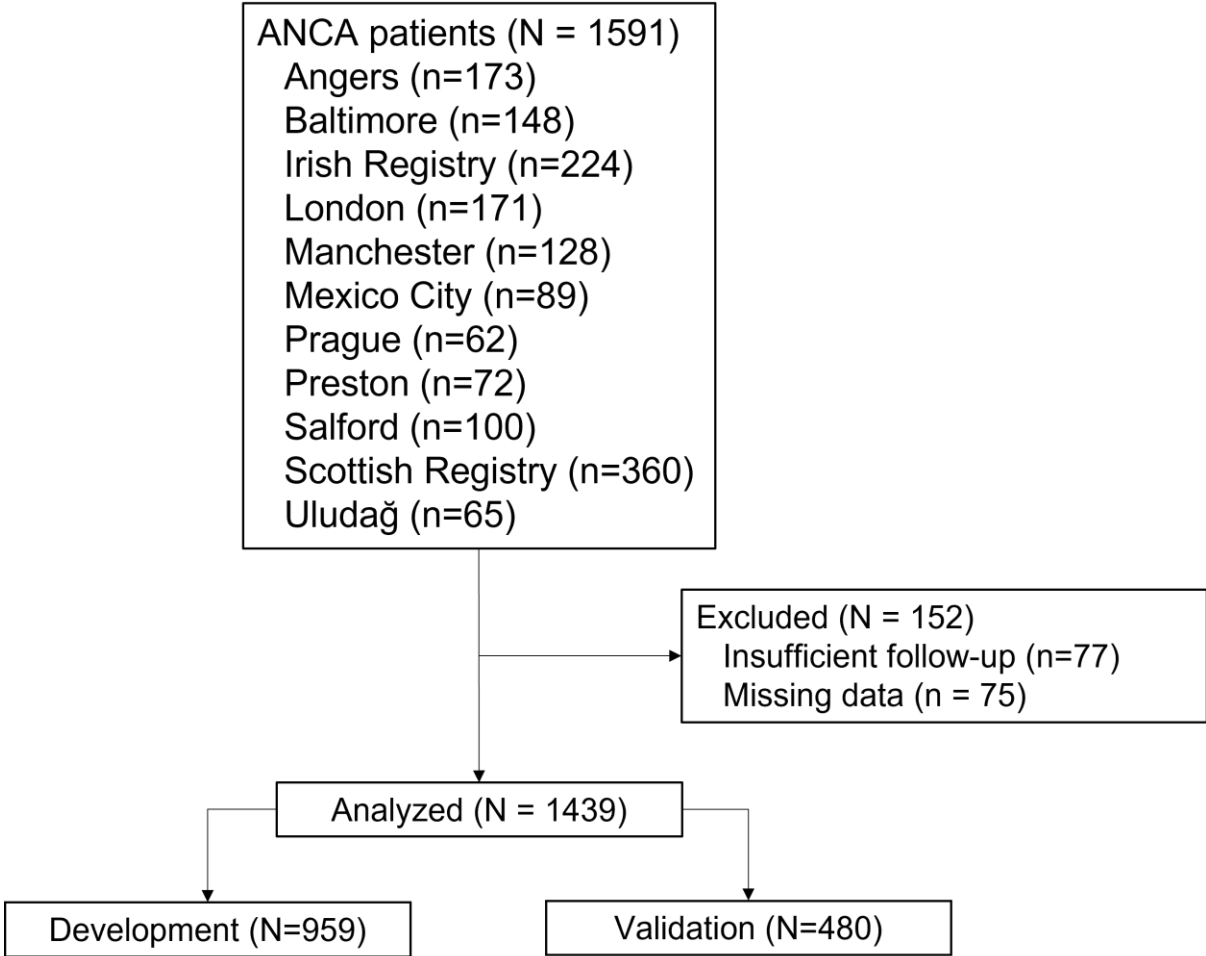 ANCA patients (N = 1591)
Angers (n=173)
Baltimore (n=148)
Irish Registry (n=224)
London (n=171)
Manchester (n=128)
Mexico City (n=89)
Prague (n=62)
Preston (n=72)
Salford (n=100)
Scottish Registry (n=360)
Uludağ (n=65)
Excluded (N = 152)
Insufficient follow-up (n=77)
Missing data (n = 75)
Analyzed (N = 1439)
Development (N=959)
Validation (N=480)